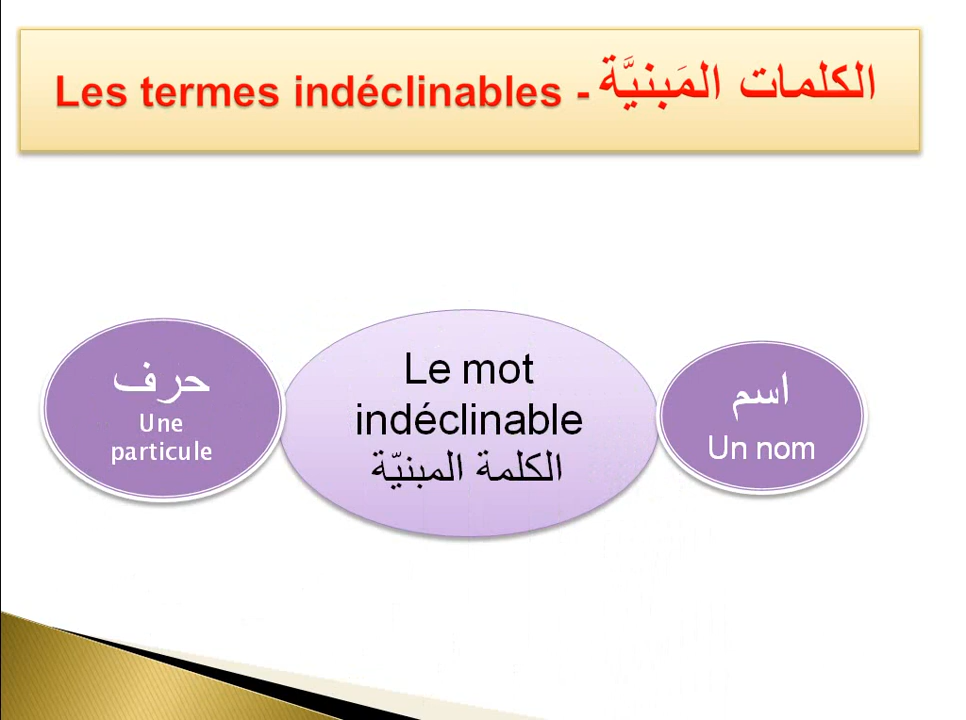 Les termes indéclinables - الكلمات المَبنيَّة
حرف
Une
particule
Le mot
indéclinable
الكلمة المبنيّة
اسم
Un nom